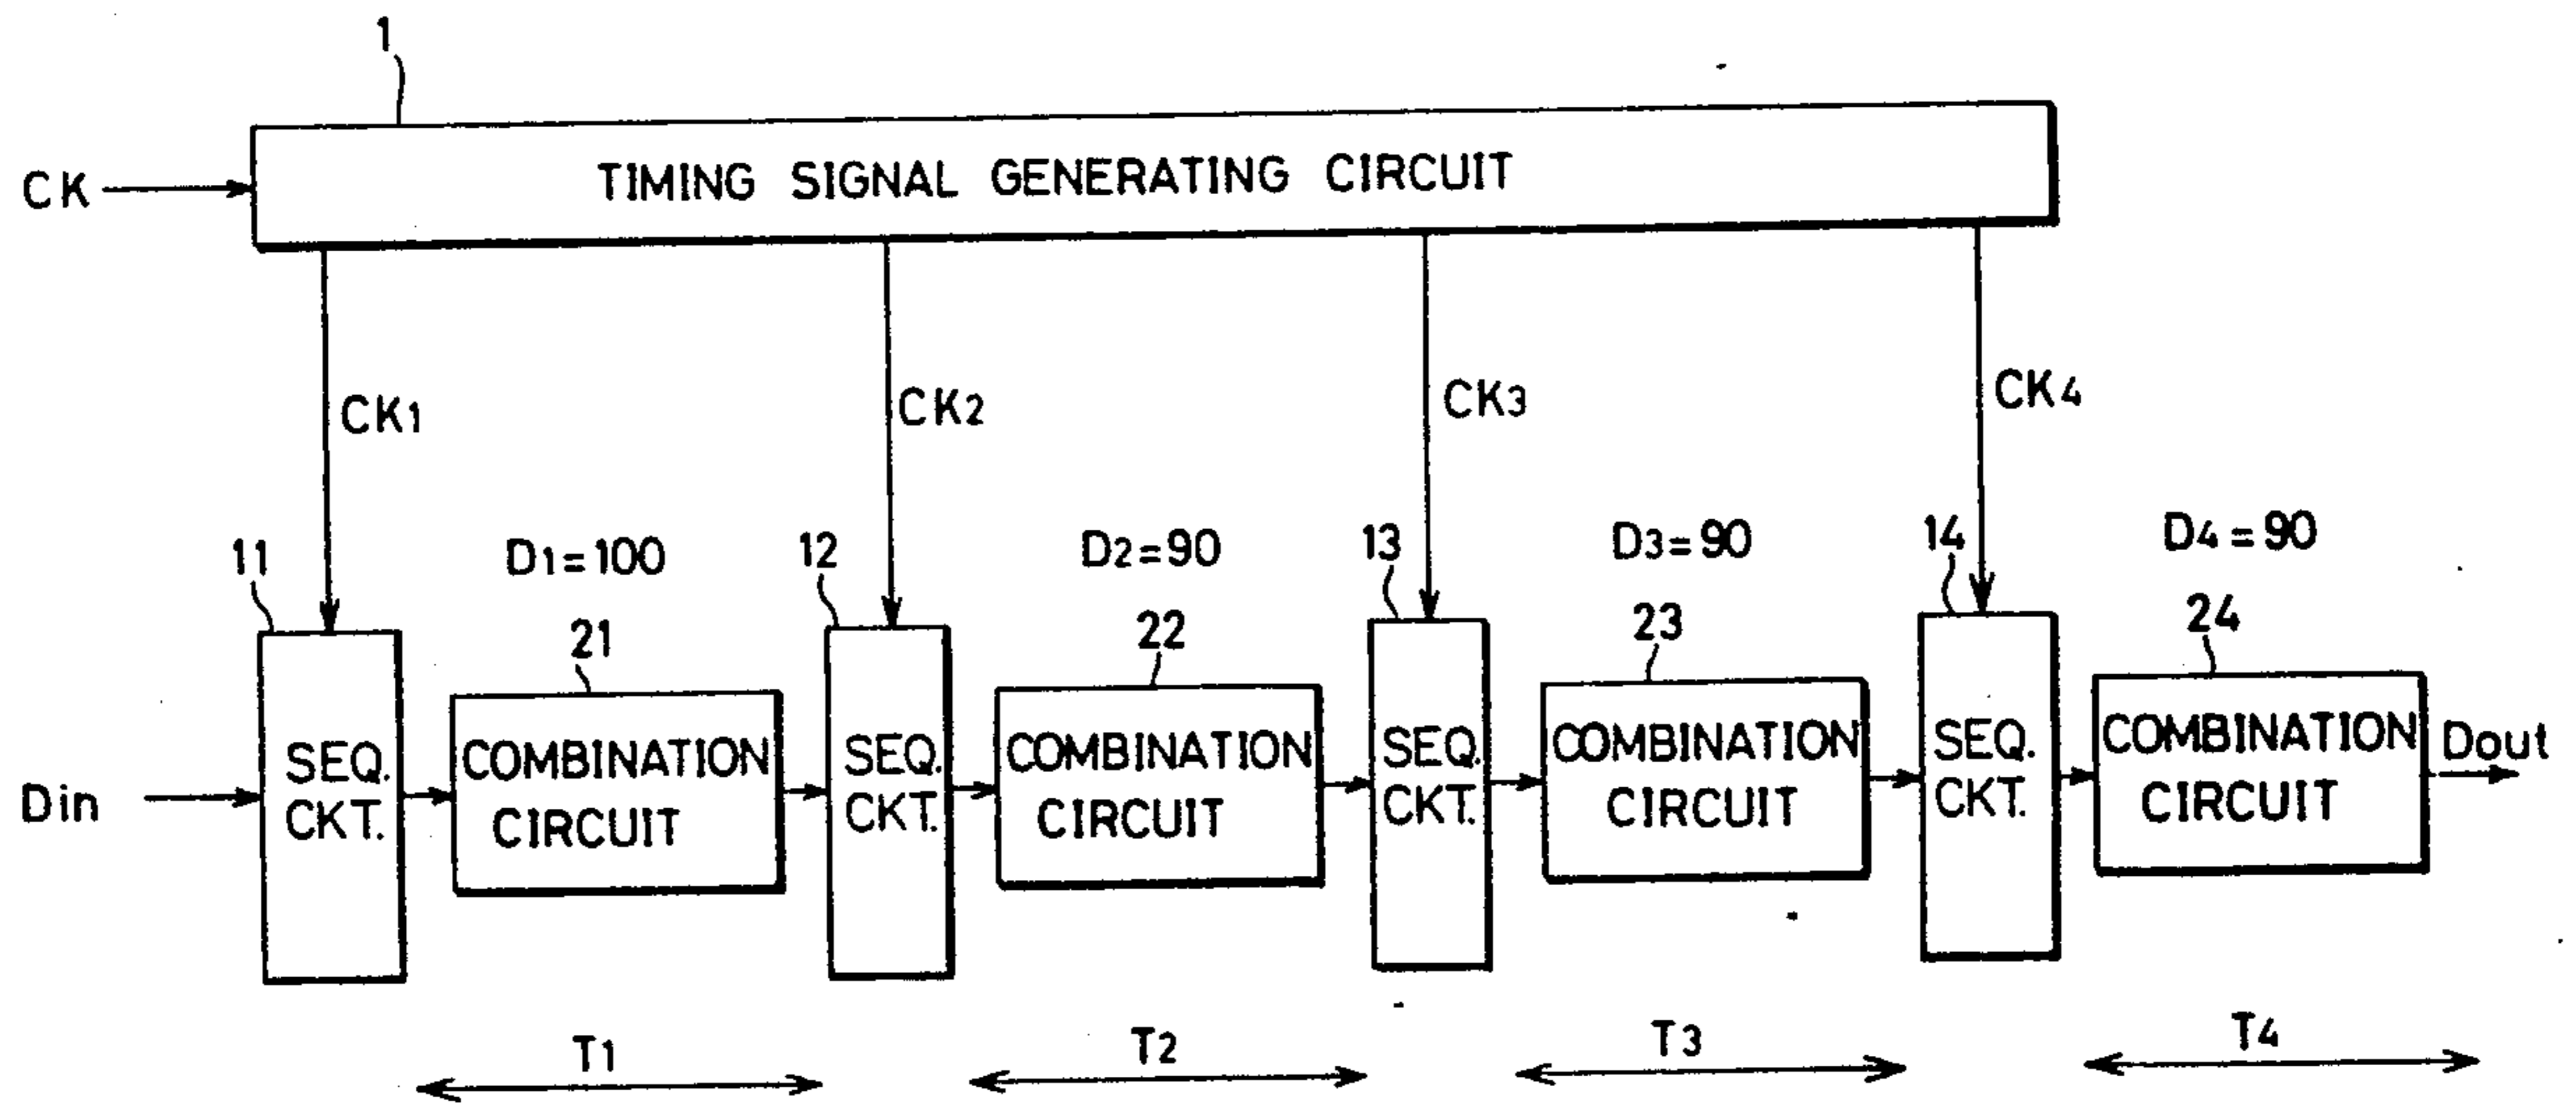 1
CK
TIMING SIGNAL GENERATING CIRCUIT
CK1
CK2
CK3
CK4
11
D1=100
12
D2=90
13
D3=90
14
D4=90
21
22
23
24
Din
SEQ.
CKT.
COMBINATION
CIRCUIT
SEQ.
CKT.
COMBINATION
CIRCUIT
SEQ.
CKT.
COMBINATION
CIRCUIT
SEQ.
CKT.
COMBINATION
CIRCUIT
Dout
T1
T2
T3
T4